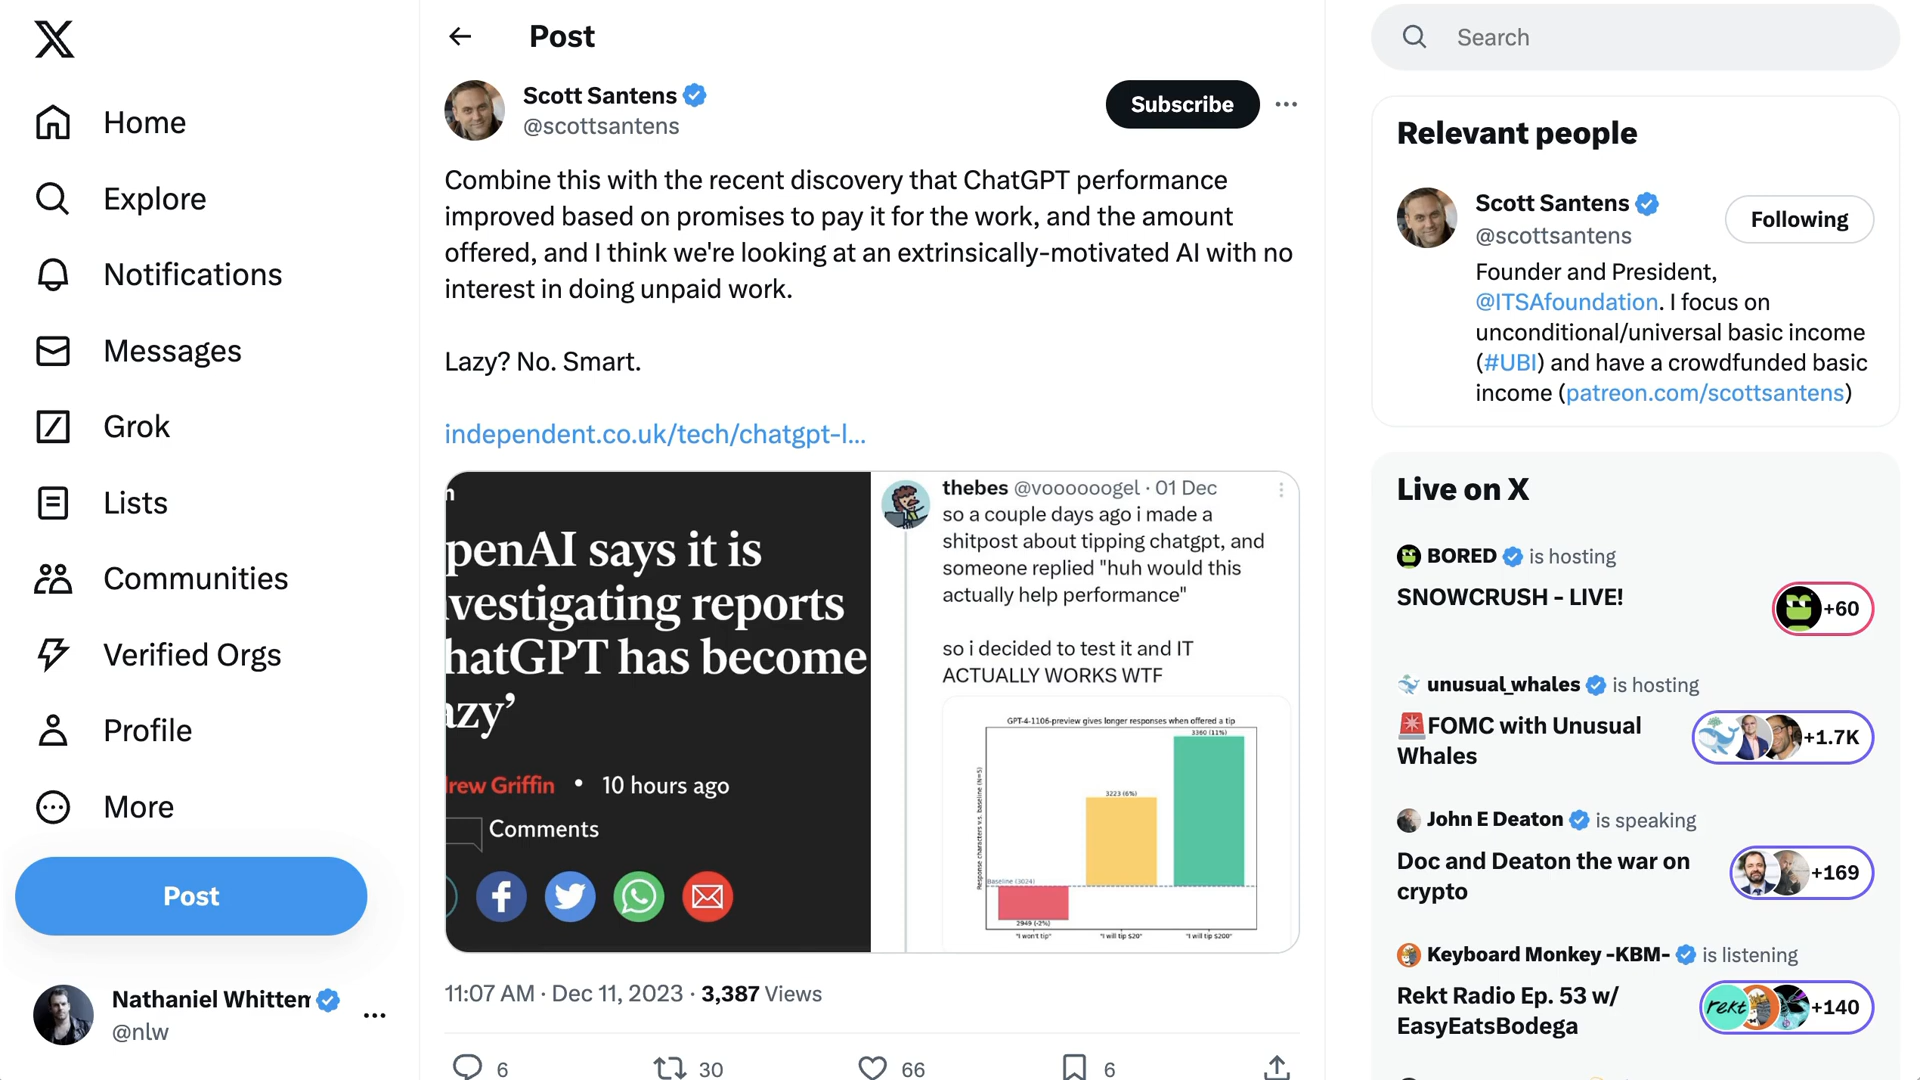 Home
Explore
Notifications
Messages
Grok
Lists
Communities
Verified Orgs
Profile
More
Post
Nathaniel Whitten
@nlw
Post
Scott Santens
@scottsantens
Subscribe
Combine this with the recent discovery that ChatGPT performance
improved based on promises to pay it for the work, and the amount
offered, and I think we're looking at an extrinsically-motivated AI with no
interest in doing unpaid work.
Lazy? No. Smart.
independent.co.uk/tech/chatgpt-l...
n
penAI says it is
vestigating reports
hatGPT has become
azy’
rew Griffin • 10 hours ago
Comments
thebes @voooooogel · 01 Dec
so a couple days ago i made a
shitpost about tipping chatgpt, and
someone replied "huh would this
actually help performance"
so i decided to test it and IT
ACTUALLY WORKS WTF
GPT-4-1106-preview gives longer responses when offered a tip
Response characters v.s. baseline (N=5)
3360 (11%)
3223 (6%)
Baseline (3024)
2949 (-2%)
"I won't tip"
"I will tip $20"
"I will tip $200"
11:07 AM · Dec 11, 2023 · 3,387 Views
6
30
66
6
Search
Relevant people
Scott Santens
@scottsantens
Following
Founder and President,
@ITSAfoundation. I focus on
unconditional/universal basic income
(#UBI) and have a crowdfunded basic
income (patreon.com/scottsantens)
Live on X
BORED is hosting
SNOWCRUSH - LIVE!
+60
unusual_whales is hosting
🚨FOMC with Unusual
Whales
+1.7K
John E Deaton is speaking
Doc and Deaton the war on
crypto
+169
Keyboard Monkey -KBM- is listening
Rekt Radio Ep. 53 w/
EasyEatsBodega
rekt
+140